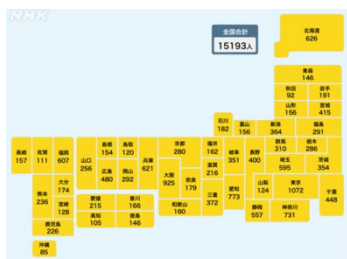 NHK
全国合計
15193人
北海道
626
青森
146
秋田
92
岩手
191
山形
156
宮城
415
石川
182
富山
156
新潟
364
福島
291
長崎
157
佐賀
111
福岡
607
山口
256
島根
154
鳥取
120
兵庫
621
京都
280
福井
162
岐阜
351
長野
400
群馬
310
栃木
286
滋賀
216
埼玉
595
茨城
354
大分
174
広島
480
岡山
292
大阪
925
奈良
179
熊本
236
宮崎
128
愛媛
215
香川
166
和歌山
160
三重
372
愛知
773
山梨
124
東京
1072
千葉
448
高知
105
徳島
146
静岡
557
神奈川
731
鹿児島
226
沖縄
85